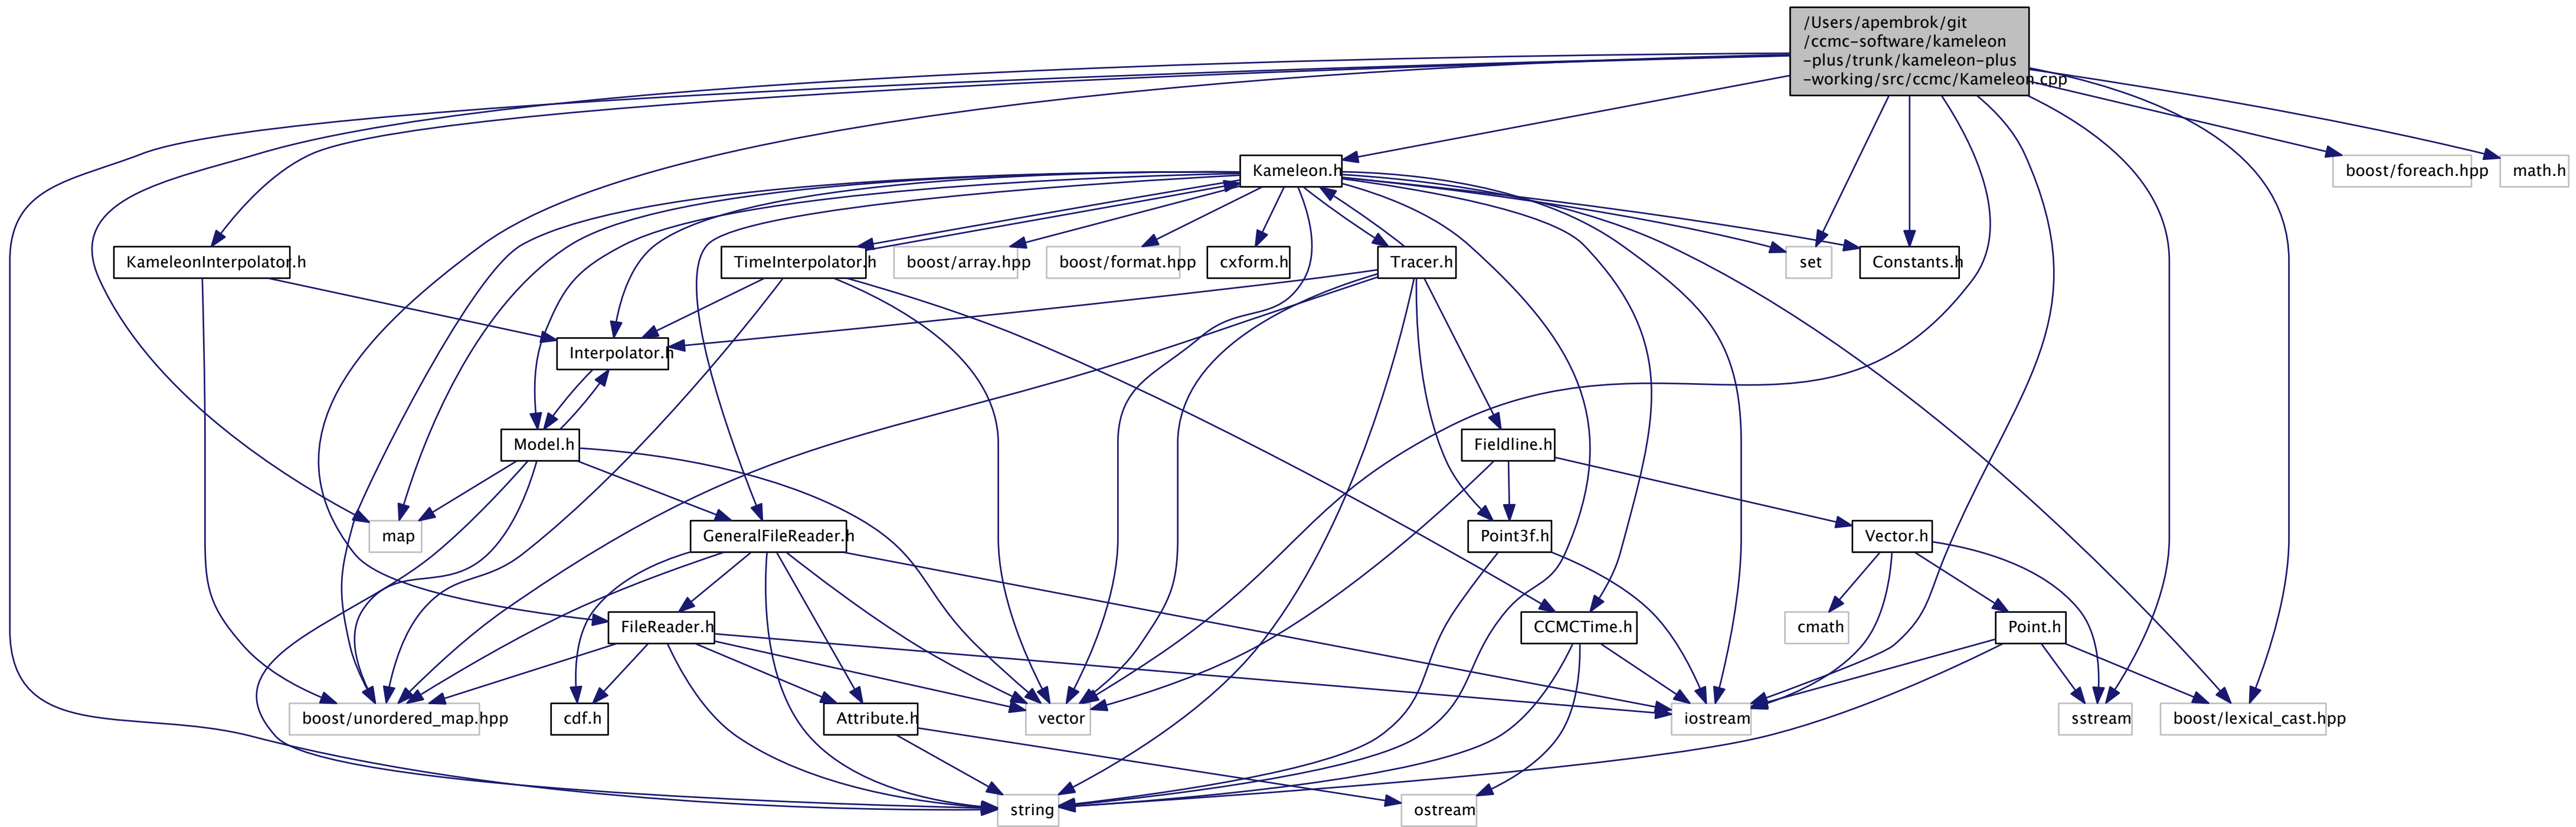 /Users/apembrok/git
/ccmc-software/kameleon
-plus/trunk/kameleon-plus
-working/src/ccmc/Kameleon.cpp
Kameleon.h
boost/foreach.hpp
math.h
KameleonInterpolator.h
TimeInterpolator.h
boost/array.hpp
boost/format.hpp
cxform.h
Tracer.h
set
Constants.h
Interpolator.h
Model.h
Fieldline.h
map
GeneralFileReader.h
Point3f.h
Vector.h
FileReader.h
CCMCTime.h
cmath
Point.h
boost/unordered_map.hpp
cdf.h
Attribute.h
vector
iostream
sstream
boost/lexical_cast.hpp
string
ostream